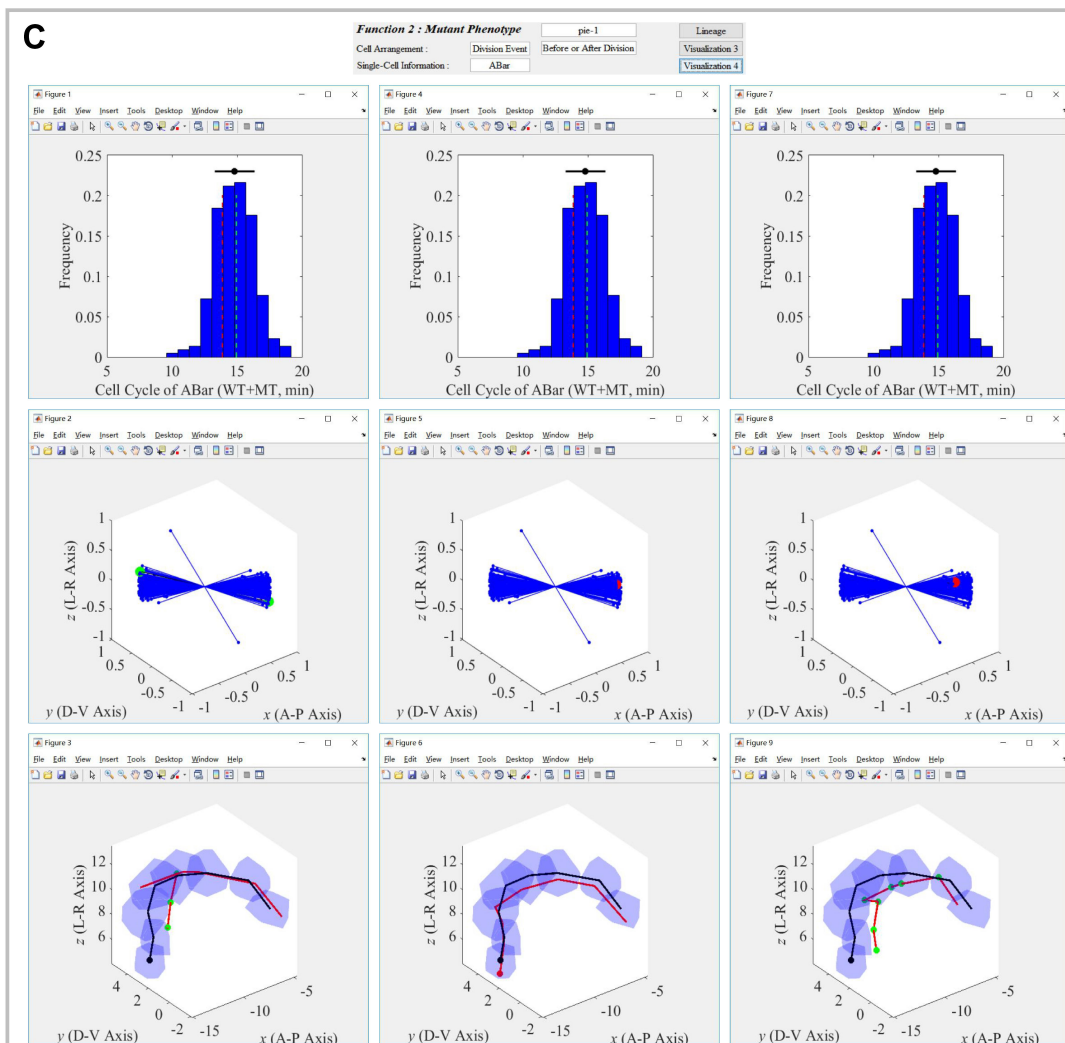 C
Function 2 : Mutant Phenotype pie-1 Lineage
Cell Arrangement : Division Event Before or After Division Visualization 3
Single-Cell Information : ABar Visualization 4
Figure 1
File Edit View Insert Tools Desktop Window Help
0.25
0.2
0.15
0.1
0.05
0
Frequency
5 10 15 20
Cell Cycle of ABar (WT+MT, min)
Figure 4
File Edit View Insert Tools Desktop Window Help
0.25
0.2
0.15
0.1
0.05
0
Frequency
5 10 15 20
Cell Cycle of ABar (WT+MT, min)
Figure 7
File Edit View Insert Tools Desktop Window Help
0.25
0.2
0.15
0.1
0.05
0
Frequency
5 10 15 20
Cell Cycle of ABar (WT+MT, min)
Figure 2
File Edit View Insert Tools Desktop Window Help
1
0.5
0
-0.5
-1
z (L-R Axis)
1 0.5 0 -0.5 -1
-1 -0.5 0 0.5 1
y (D-V Axis) x (A-P Axis)
Figure 5
File Edit View Insert Tools Desktop Window Help
1
0.5
0
-0.5
-1
z (L-R Axis)
1 0.5 0 -0.5 -1
-1 -0.5 0 0.5 1
y (D-V Axis) x (A-P Axis)
Figure 8
File Edit View Insert Tools Desktop Window Help
1
0.5
0
-0.5
-1
z (L-R Axis)
1 0.5 0 -0.5 -1
-1 -0.5 0 0.5 1
y (D-V Axis) x (A-P Axis)
Figure 3
File Edit View Insert Tools Desktop Window Help
12
10
8
6
z (L-R Axis)
4 2 0 -2
-15 -10 -5
y (D-V Axis) x (A-P Axis)
Figure 6
File Edit View Insert Tools Desktop Window Help
12
10
8
6
z (L-R Axis)
4 2 0 -2
-15 -10 -5
y (D-V Axis) x (A-P Axis)
Figure 9
File Edit View Insert Tools Desktop Window Help
12
10
8
6
z (L-R Axis)
4 2 0 -2
-15 -10 -5
y (D-V Axis) x (A-P Axis)